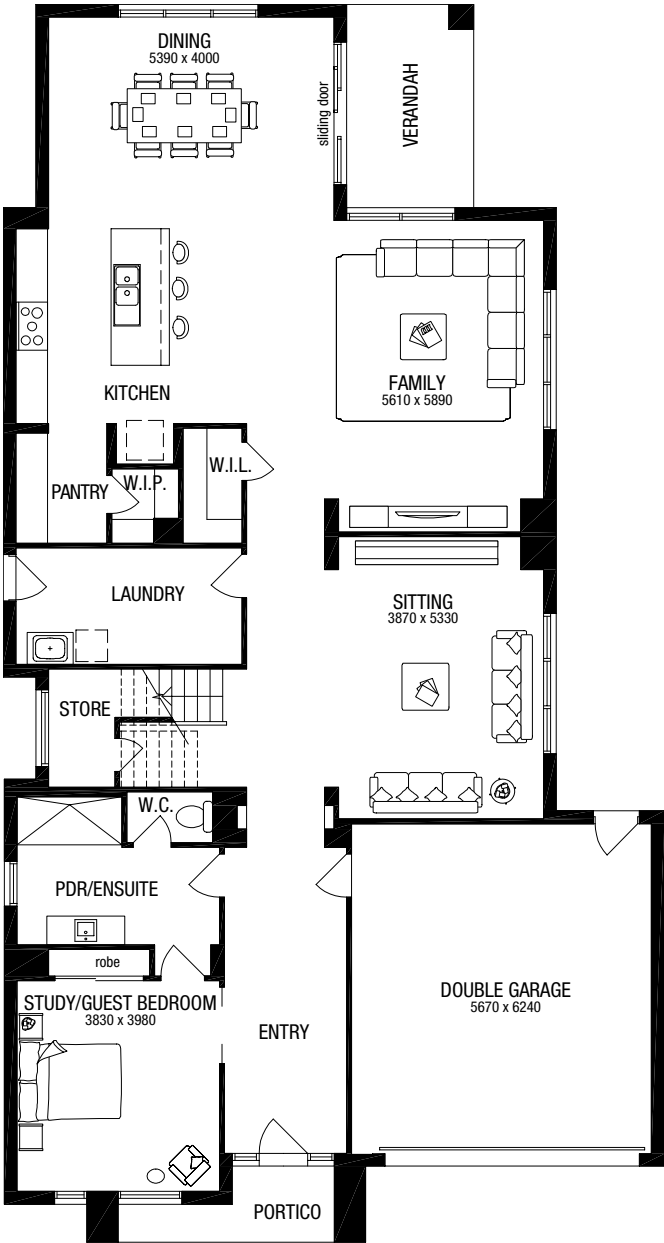 DINING
5390 x 4000
sliding door
VERANDAH
KITCHEN
FAMILY
5610 x 5890
PANTRY
W.I.P.
W.I.L.
LAUNDRY
SITTING
3870 x 5330
STORE
W.C.
PDR/ENSUITE
robe
STUDY/GUEST BEDROOM
3830 x 3980
ENTRY
DOUBLE GARAGE
5670 x 6240
PORTICO